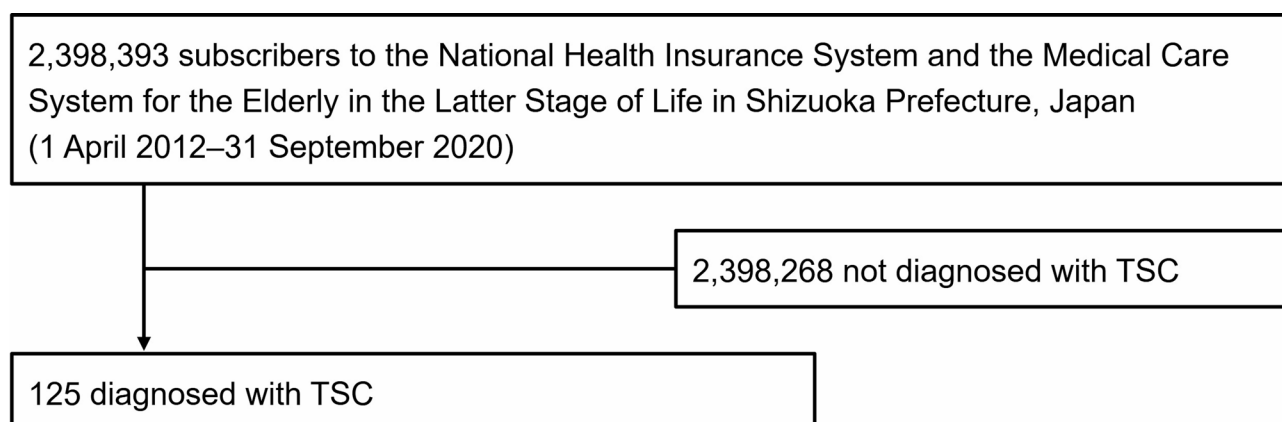 2,398,393 subscribers to the National Health Insurance System and the Medical Care
System for the Elderly in the Latter Stage of Life in Shizuoka Prefecture, Japan
(1 April 2012–31 September 2020)
2,398,268 not diagnosed with TSC
125 diagnosed with TSC